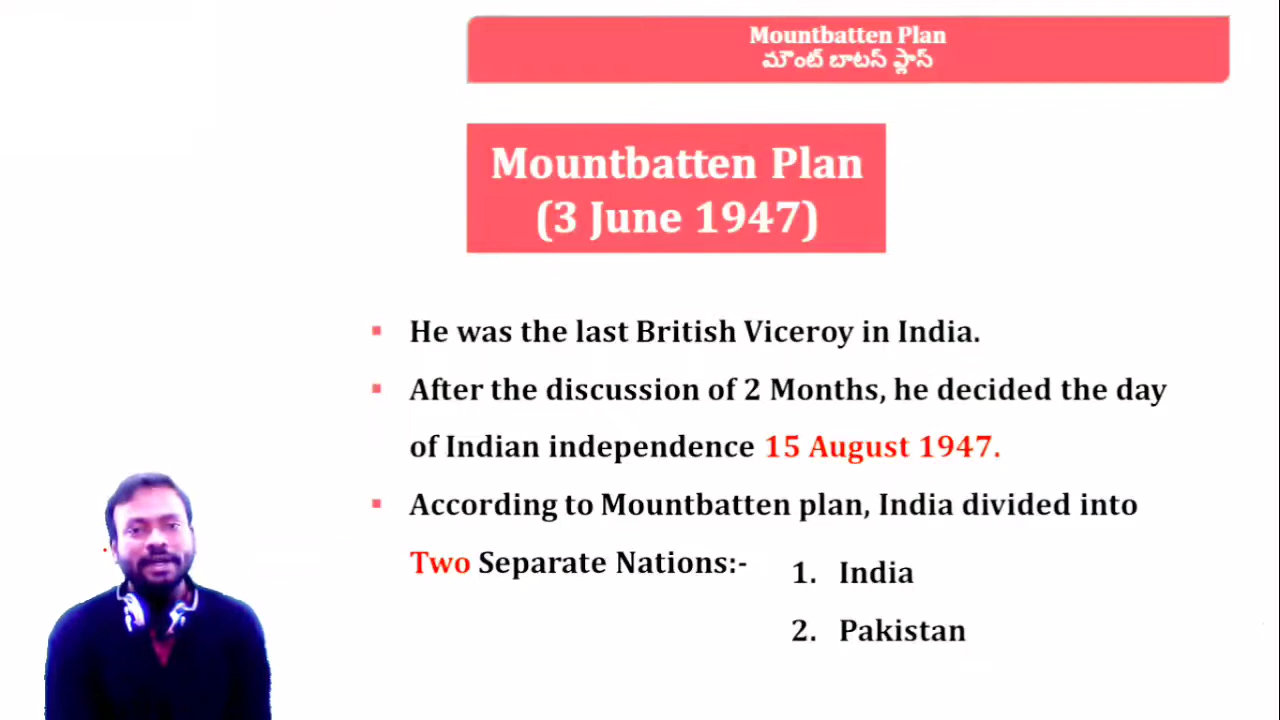 Mountbatten Plan
మౌంట్ బాటన్ ప్లాన్
Mountbatten Plan
(3 June 1947)
▪ He was the last British Viceroy in India.
▪ After the discussion of 2 Months, he decided the day
of Indian independence 15 August 1947.
▪ According to Mountbatten plan, India divided into
Two Separate Nations:-
1. India
2. Pakistan